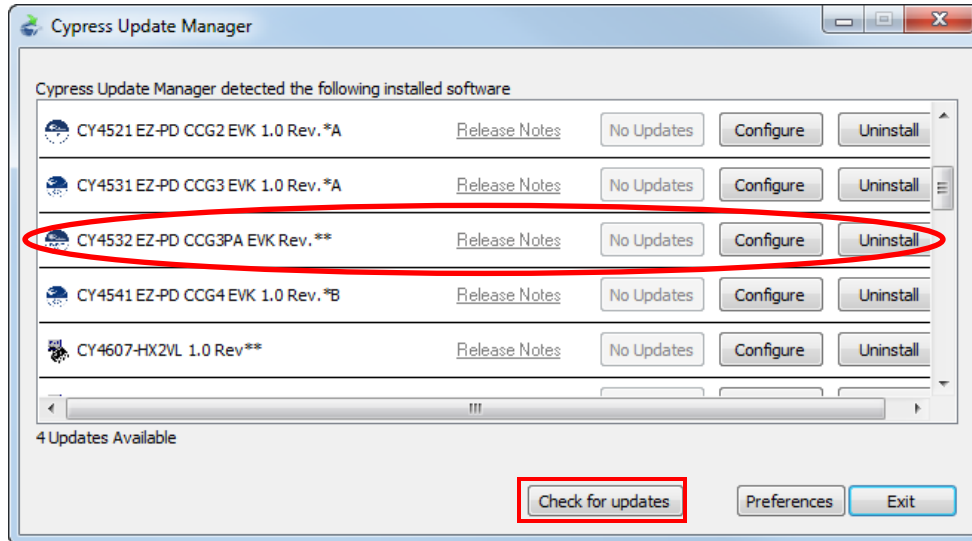 Cypress Update Manager
Cypress Update Manager detected the following installed software
CY4521 EZ-PD CCG2 EVK 1.0 Rev.*A Release Notes No Updates Configure Uninstall
CY4531 EZ-PD CCG3 EVK 1.0 Rev.*A Release Notes No Updates Configure Uninstall
CY4532 EZ-PD CCG3PA EVK Rev.** Release Notes No Updates Configure Uninstall
CY4541 EZ-PD CCG4 EVK 1.0 Rev.*B Release Notes No Updates Configure Uninstall
CY4607-HX2VL 1.0 Rev** Release Notes No Updates Configure Uninstall
4 Updates Available
Check for updates Preferences Exit